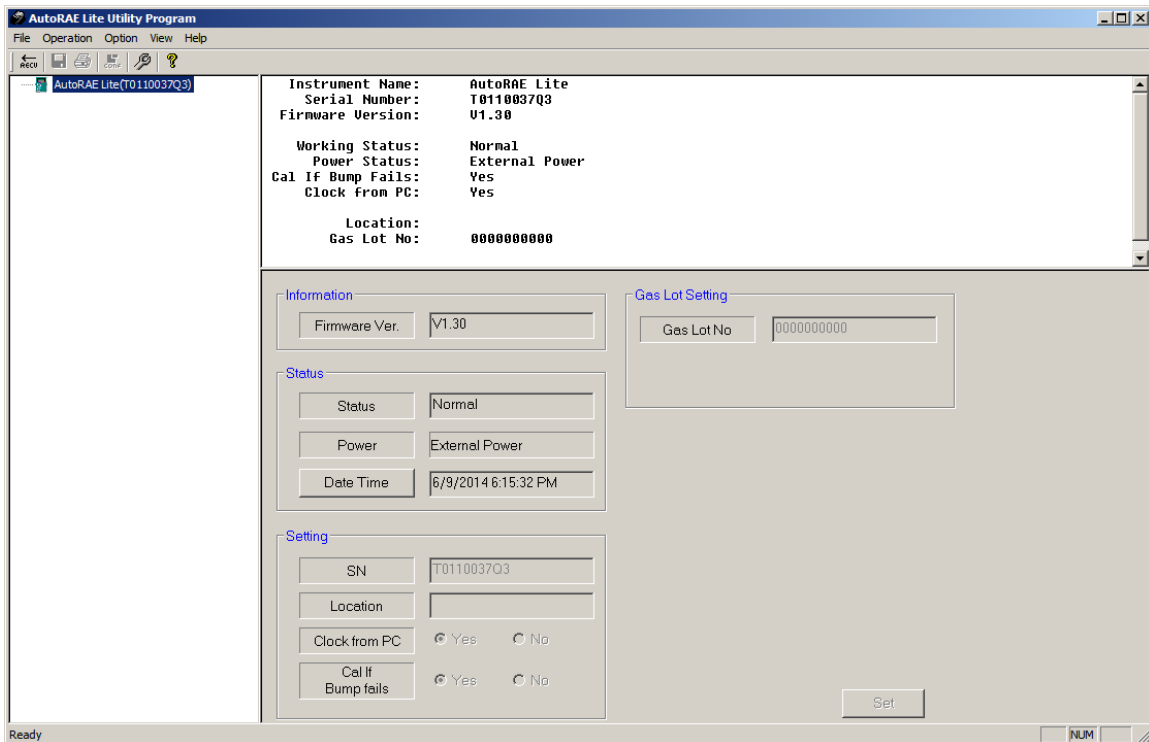 AutoRAE Lite Utility Program
File Operation Option View Help
RECV CONF
AutoRAE Lite(T0110037Q3)
Instrument Name: AutoRAE Lite
Serial Number: T0110037Q3
Firmware Version: V1.30
Working Status: Normal
Power Status: External Power
Cal If Bump Fails: Yes
Clock from PC: Yes
Location:
Gas Lot No: 0000000000
Information
Firmware Ver. V1.30
Status
Status Normal
Power External Power
Date Time 6/9/2014 6:15:32 PM
Setting
SN T0110037Q3
Location
Clock from PC Yes No
Cal If
Bump fails Yes No
Gas Lot Setting
Gas Lot No 0000000000
Set
Ready NUM